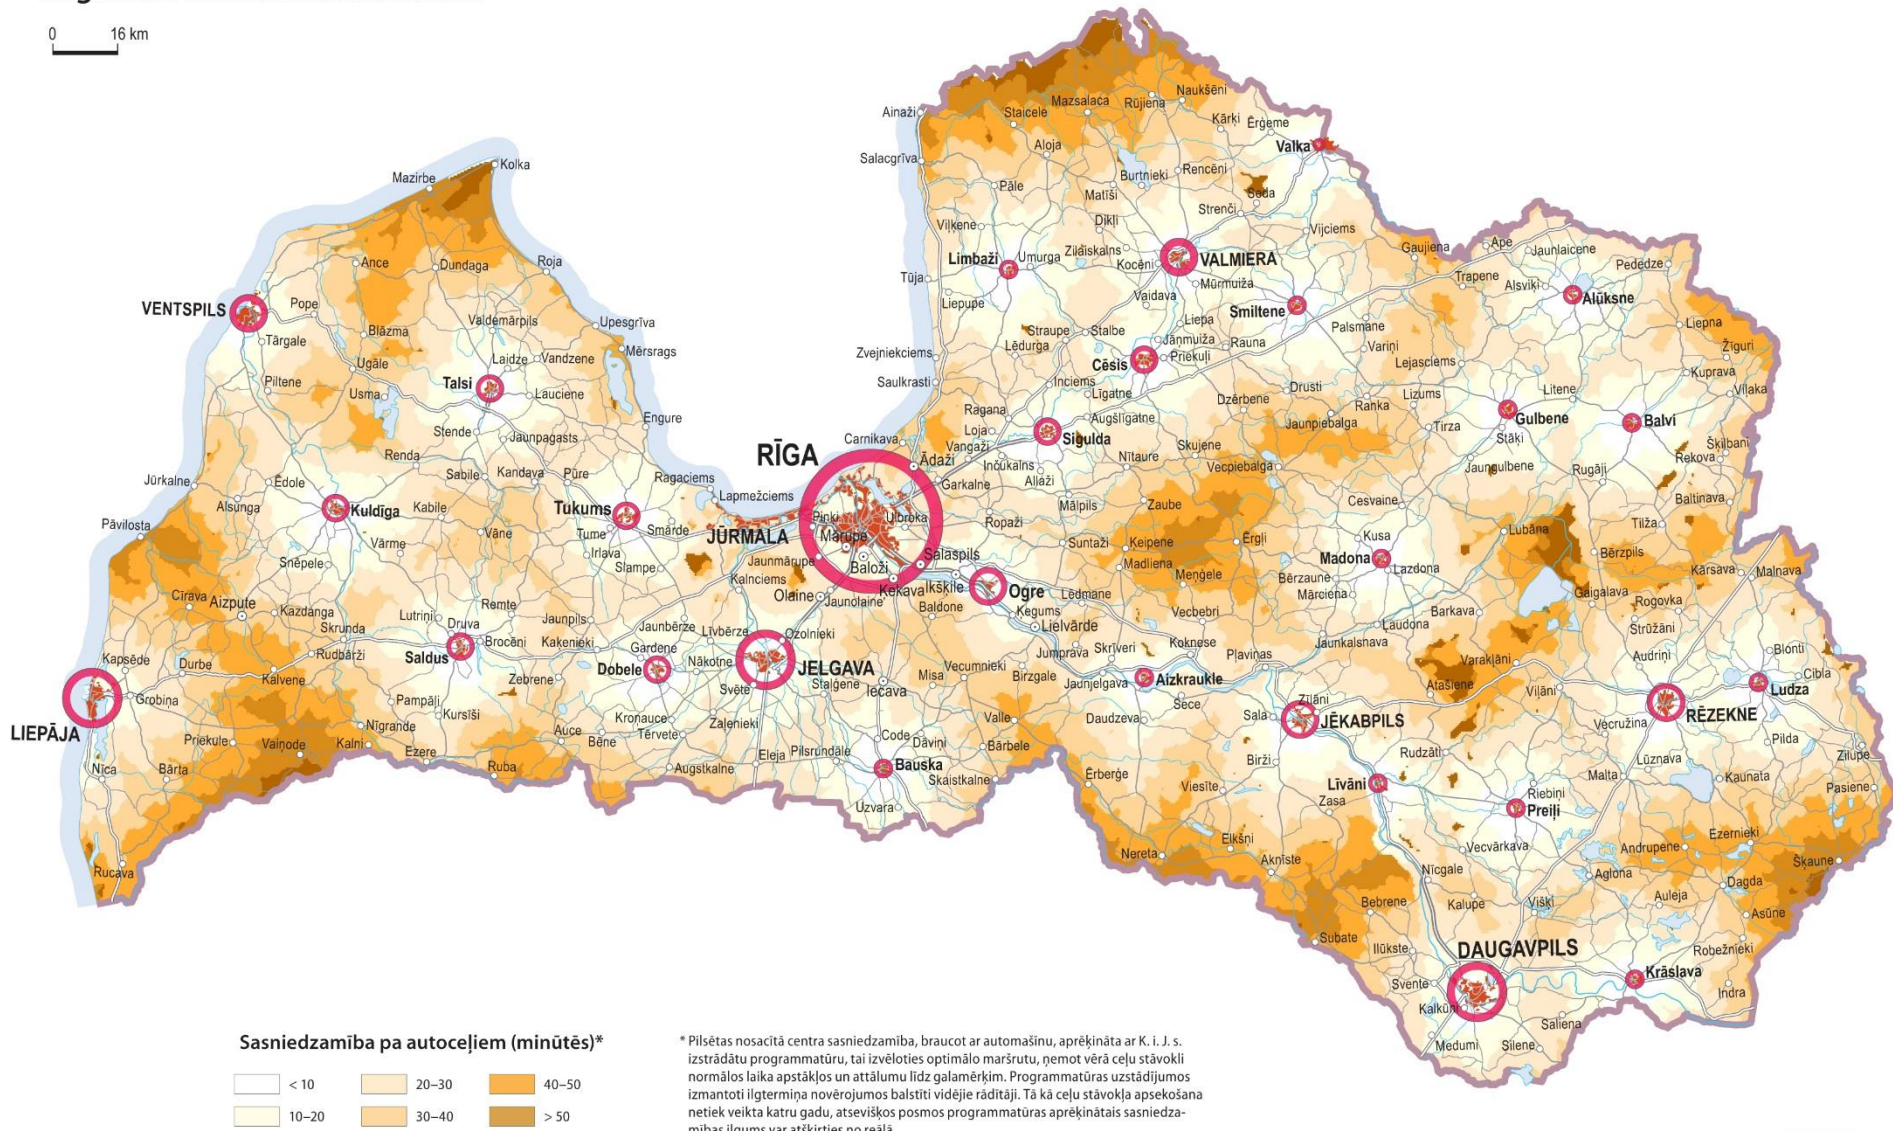 0 16 km
Ainaži
Staicele
Mazsalaca
Rūjiena
Naukšēni
Kārķi
Ērģeme
Valka
Salacgrīva
Aloja
Kolka
Mazirbe
Burtnieki
Rencēni
Seda
Pāle
Matīši
Strenči
Dikļi
Viļķene
Vijciems
Ance
Dundaga
Roja
Limbaži
Umurga
Zilaiskalns
Kocēni
VALMIERA
Gaujiena
Ape
Jaunlaicene
Pededze
Tūja
Mūrmuiža
Trapene
Alsviķi
Alūksne
VENTSPILS
Pope
Liepupe
Vaidava
Smiltene
Valdemārpils
Upesgrīva
Liepa
Palsmane
Liepna
Tārgale
Blāzma
Straupe
Stalbe
Jāņmuiža
Rauna
Variņi
Mērsrags
Zvejniekciems
Lēdurga
Priekuļi
Lejasciems
Žīguri
Ugāle
Laidze
Vandzene
Cēsis
Kuprava
Piltene
Talsi
Saulkrasti
Inciems
Līgatne
Drusti
Lizums
Litene
Viļaka
Usma
Lauciene
Dzērbene
Ranka
Ragana
Augšlīgatne
Jaunpiebalga
Gulbene
Balvi
Engure
Stende
Jaunpagasts
Loja
Sigulda
Tirza
Stāķi
Carnikava
Vangaži
Skujene
Šķilbani
Renda
RĪGA
Ādaži
Nītaure
Vecpiebalga
Jaungulbene
Rugāji
Rekova
Jūrkalne
Ēdole
Sabile
Kandava
Pūre
Ragaciems
Inčukalns
Allaži
Garkalne
Lapmežciems
Alsunga
Kuldīga
Kabile
Tukums
Mālpils
Zaube
Cesvaine
Baltinava
Pāvilosta
Piņķi
Ulbroka
Ropaži
Tilža
Vāne
Tume
Smārde
JŪRMALA
Mārupe
Kusa
Lubāna
Värme
Irlava
Salaspils
Suntaži
Keipene
Ērgļi
Bērzpils
Snēpele
Slampe
Jaunmārupe
Baloži
Madliena
Madona
Lazdona
Kārsava
Malnava
Kalnciems
Ķekava
Ikšķile
Ogre
Meņģele
Bērzaune
Cīrava
Aizpute
Olaine
Jaunolaine
Lēdmane
Mārciena
Gaigalava
Rogovka
Kazdanga
Remte
Baldone
Ķegums
Vecbebri
Barkava
Lutriņi
Druva
Jaunpils
Lielvārde
Ļaudona
Strūžāni
Skrunda
Jaunbērze
Līvbērze
Ozolnieki
Brocēni
Kaķenieki
Gardene
Koknese
Jaunkalsnava
Rudbārži
Saldus
Dobele
Nākotne
JELGAVA
Jumprava
Skrīveri
Pļaviņas
Varakļāni
Audriņi
Blonti
Kapsēde
Durbe
Vecumnieki
Cibla
Kalvene
Zebrene
Misa
Birzgale
Jaunjelgava
Aizkraukle
Atašiene
Viļāni
Ludza
Grobiņa
Svēte
Staļģene
Iecava
Sece
Zīlāni
RĒZEKNE
Pampāļi
Kursīši
Kronauce
Zaļenieki
Valle
Daudzeva
Sala
JĒKABPILS
Vecružina
LIEPĀJA
Nīgrande
Auce
Tērvete
Code
Pilda
Priekule
Vaiņode
Kalni
Bēne
Dāviņi
Bārbele
Rudzāti
Lūznava
Zilupe
Ezere
Eleja
Pilsrundāle
Birži
Nīca
Bārta
Ruba
Augstkalne
Bauska
Skaistkalne
Ērberģe
Viesīte
Līvāni
Malta
Kaunata
Pasiene
Riebiņi
Uzvara
Zasa
Preiļi
Elkšņi
Ezernieki
Rucava
Nereta
Aknīste
Vecvārkava
Andrupene
Šķaune
Nīcgale
Aglona
Dagda
Bebrene
Kalupe
Auleja
Višķi
Asūne
Subate
Ilūkste
DAUGAVPILS
Robežnieki
Krāslava
Svente
Indra
Kalkūni
Saliena
Medumi
Silene
Sasniedzamība pa autoceļiem (minūtēs)*
< 10 20–30 40–50
10–20 30–40 > 50
* Pilsētas nosacītā centra sasniedzamība, braucot ar automašīnu, aprēķināta ar K. i. J. s.
izstrādātu programmatūru, tai izvēloties optimālo maršrutu, ņemot vērā ceļu stāvokli
normālos laika apstākļos un attālumu līdz galamērķim. Programmatūras uzstādījumos
izmantoti ilgtermiņa novērojumos balstīti vidējie rādītāji. Tā kā ceļu stāvokļa apsekošana
netiek veikta katru gadu, atsevišķos posmos programmatūras aprēķinātais sasniedza-
mības ilgums var atšķirties no reālā.